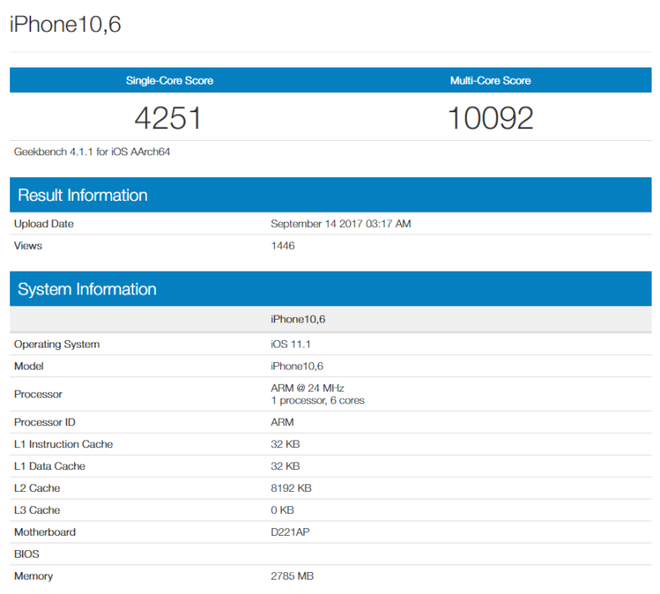 iPhone10,6
Single-Core Score Multi-Core Score
4251 10092
Geekbench 4.1.1 for iOS AArch64
Result Information
Upload Date September 14 2017 03:17 AM
Views 1446
System Information
iPhone10,6
Operating System iOS 11.1
Model iPhone10,6
Processor ARM @ 24 MHz
1 processor, 6 cores
Processor ID ARM
L1 Instruction Cache 32 KB
L1 Data Cache 32 KB
L2 Cache 8192 KB
L3 Cache 0 KB
Motherboard D221AP
BIOS
Memory 2785 MB